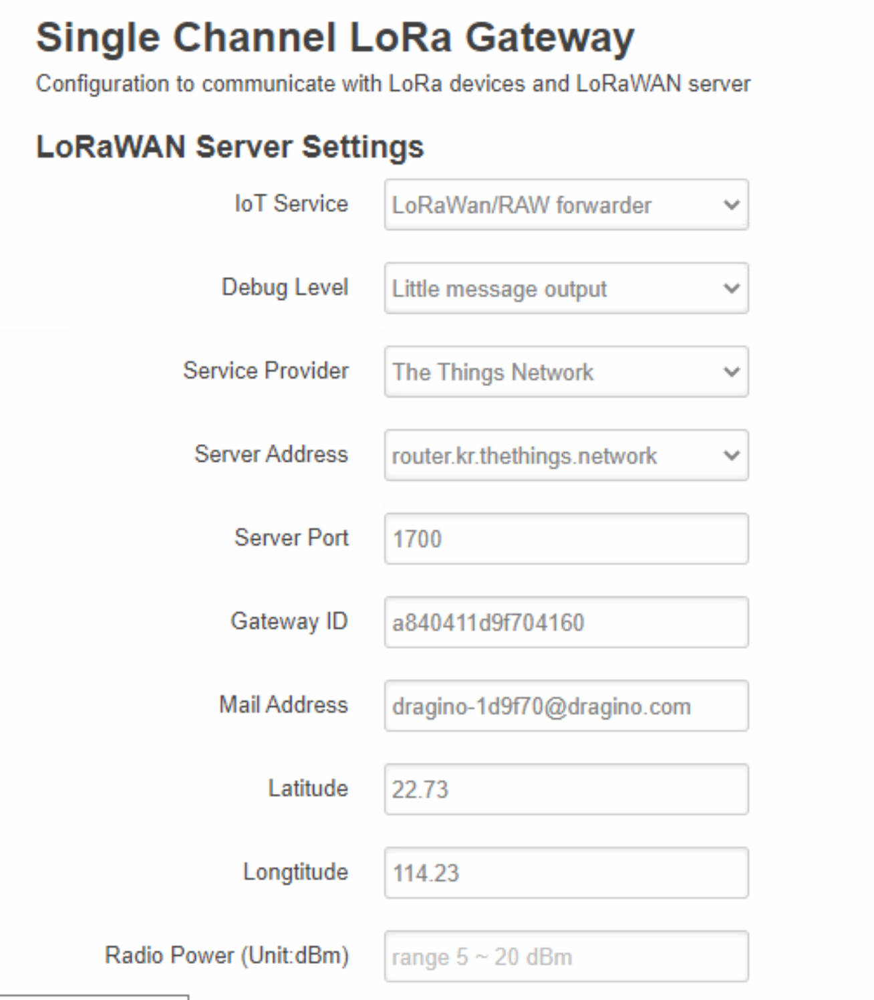 Single Channel LoRa Gateway
Configuration to communicate with LoRa devices and LoRaWAN server
LoRaWAN Server Settings
IoT Service LoRaWan/RAW forwarder
Debug Level Little message output
Service Provider The Things Network
Server Address router.kr.thethings.network
Server Port 1700
Gateway ID a840411d9f704160
Mail Address dragino-1d9f70@dragino.com
Latitude 22.73
Longtitude 114.23
Radio Power (Unit:dBm) range 5 ~ 20 dBm